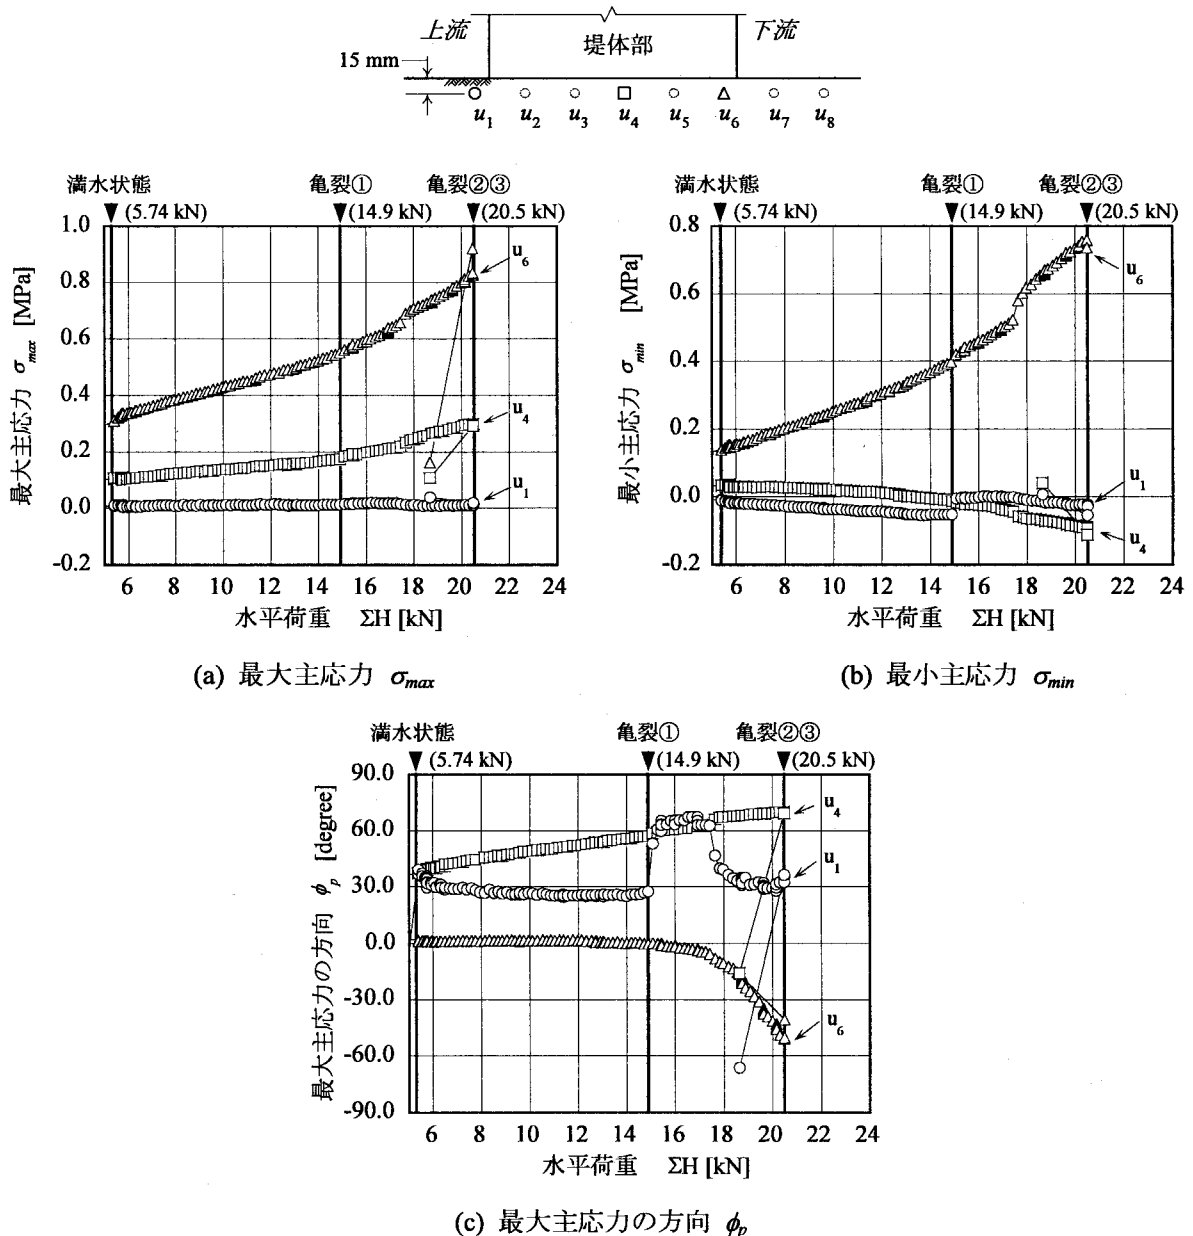 上流 堤体部 下流
15 mm
u₁ u₂ u₃ u₄ u₅ u₆ u₇ u₈
満水状態 亀裂① 亀裂②③
(5.74 kN) (14.9 kN) (20.5 kN)
最大主応力 σmax [MPa]
1.0
0.8
0.6
0.4
0.2
0.0
-0.2
u₆
u₄
u₁
6 8 10 12 14 16 18 20 22 24
水平荷重 ΣH [kN]
(a) 最大主応力 σmax
満水状態 亀裂① 亀裂②③
(5.74 kN) (14.9 kN) (20.5 kN)
最小主応力 σmin [MPa]
0.8
0.6
0.4
0.2
0.0
-0.2
u₆
u₁
u₄
6 8 10 12 14 16 18 20 22 24
水平荷重 ΣH [kN]
(b) 最小主応力 σmin
満水状態 亀裂① 亀裂②③
(5.74 kN) (14.9 kN) (20.5 kN)
最大主応力の方向 ϕp [degree]
90.0
60.0
30.0
0.0
-30.0
-60.0
-90.0
u₄
u₁
u₆
6 8 10 12 14 16 18 20 22 24
水平荷重 ΣH [kN]
(c) 最大主応力の方向 ϕp